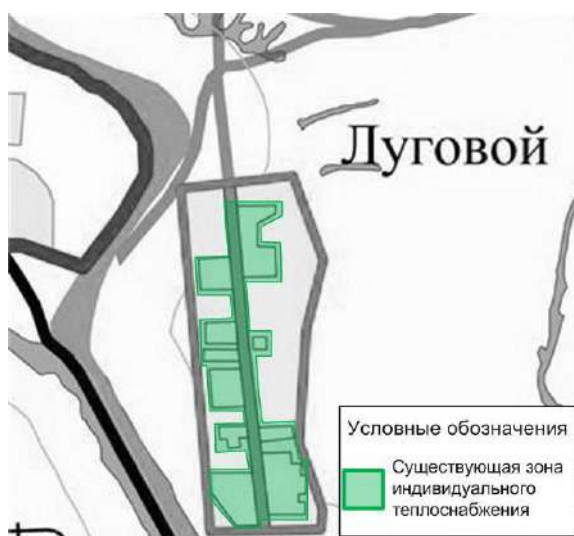 Луговой
Условные обозначения
Существующая зона
индивидуального
теплоснабжения